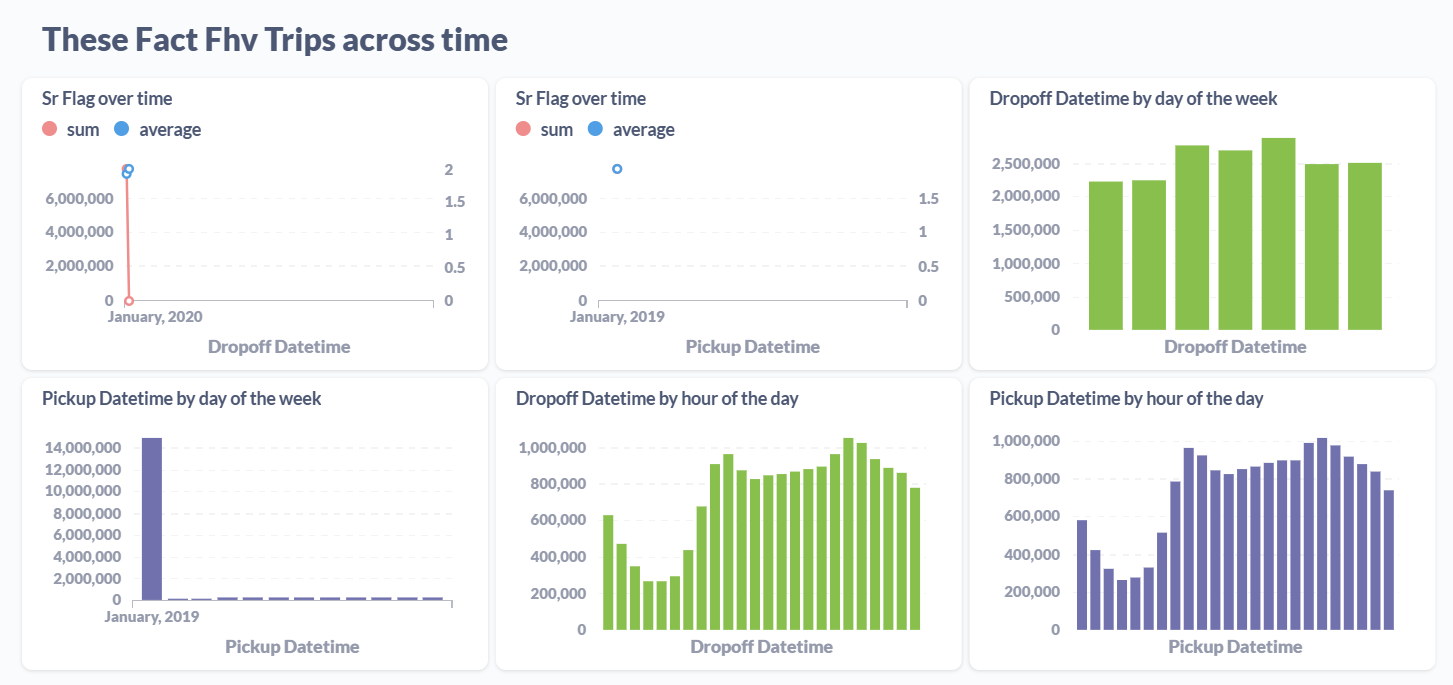 These Fact Fhv Trips across time
Sr Flag over time
sum average
6,000,000
4,000,000
2,000,000
0
2
1.5
1
0.5
0
January, 2020
Dropoff Datetime
Sr Flag over time
sum average
6,000,000
4,000,000
2,000,000
0
1.5
1
0.5
0
January, 2019
Pickup Datetime
Dropoff Datetime by day of the week
2,500,000
2,000,000
1,500,000
1,000,000
500,000
0
Dropoff Datetime
Pickup Datetime by day of the week
14,000,000
12,000,000
10,000,000
8,000,000
6,000,000
4,000,000
2,000,000
0
January, 2019
Pickup Datetime
Dropoff Datetime by hour of the day
1,000,000
800,000
600,000
400,000
200,000
0
Dropoff Datetime
Pickup Datetime by hour of the day
1,000,000
800,000
600,000
400,000
200,000
0
Pickup Datetime